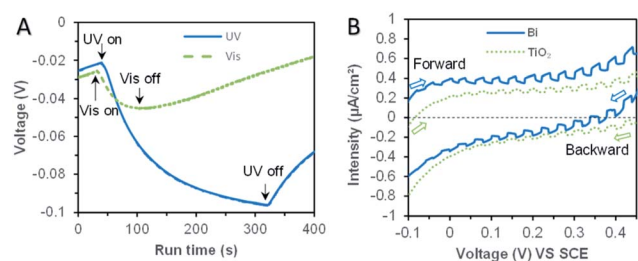 A
UV
Vis
UV on
Vis on
Vis off
UV off
0
-0.02
-0.04
-0.06
-0.08
-0.1
Voltage (V)
0
100
200
300
400
Run time (s)
B
Bi
TiO₂
Forward
Backward
1
0.8
0.6
0.4
0.2
0
-0.2
-0.4
-0.6
-0.8
-1
Intensity (µA/cm²)
-0.1
0
0.1
0.2
0.3
0.4
Voltage (V) VS SCE